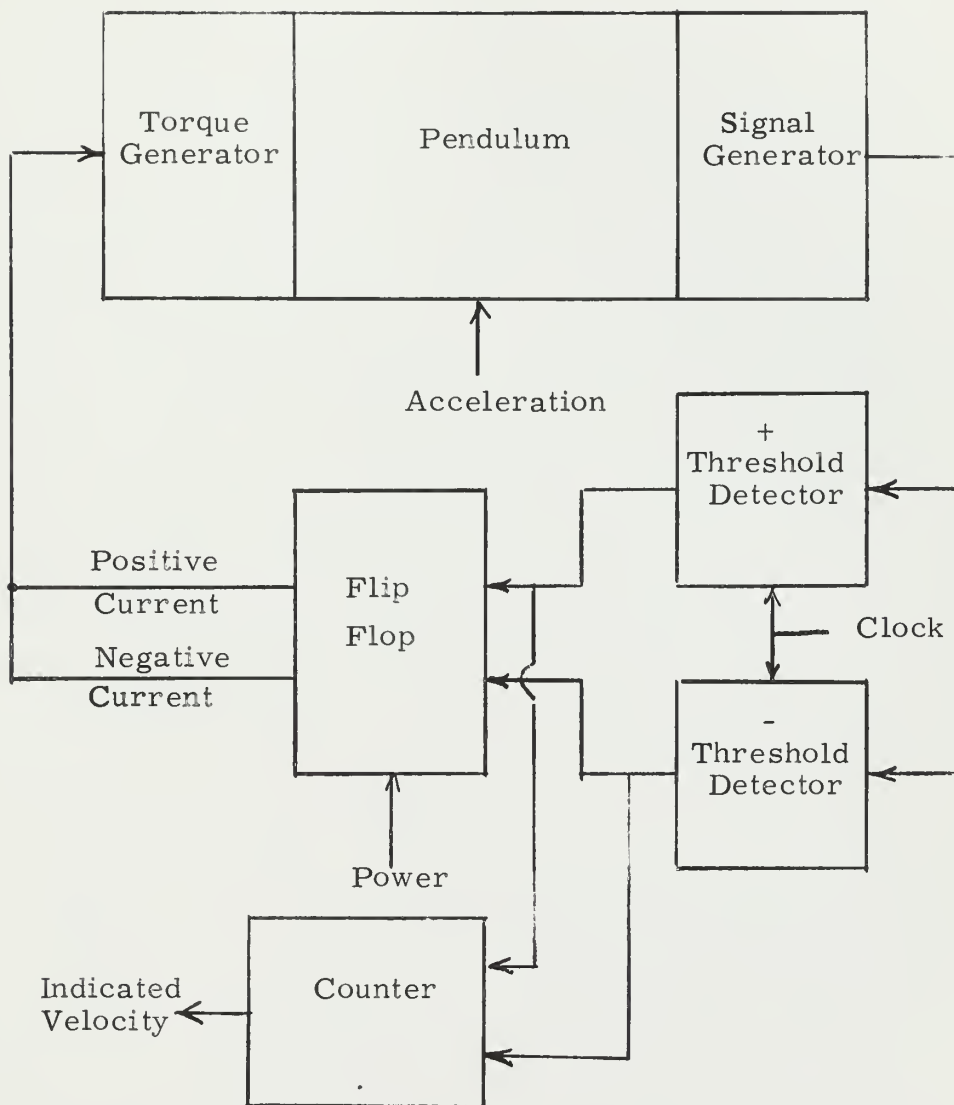 Torque
Generator
Pendulum
Signal
Generator
Acceleration
+
Threshold
Detector
Positive
Current
Flip
Flop
Clock
Negative
Current
-
Threshold
Detector
Power
Indicated
Velocity
Counter